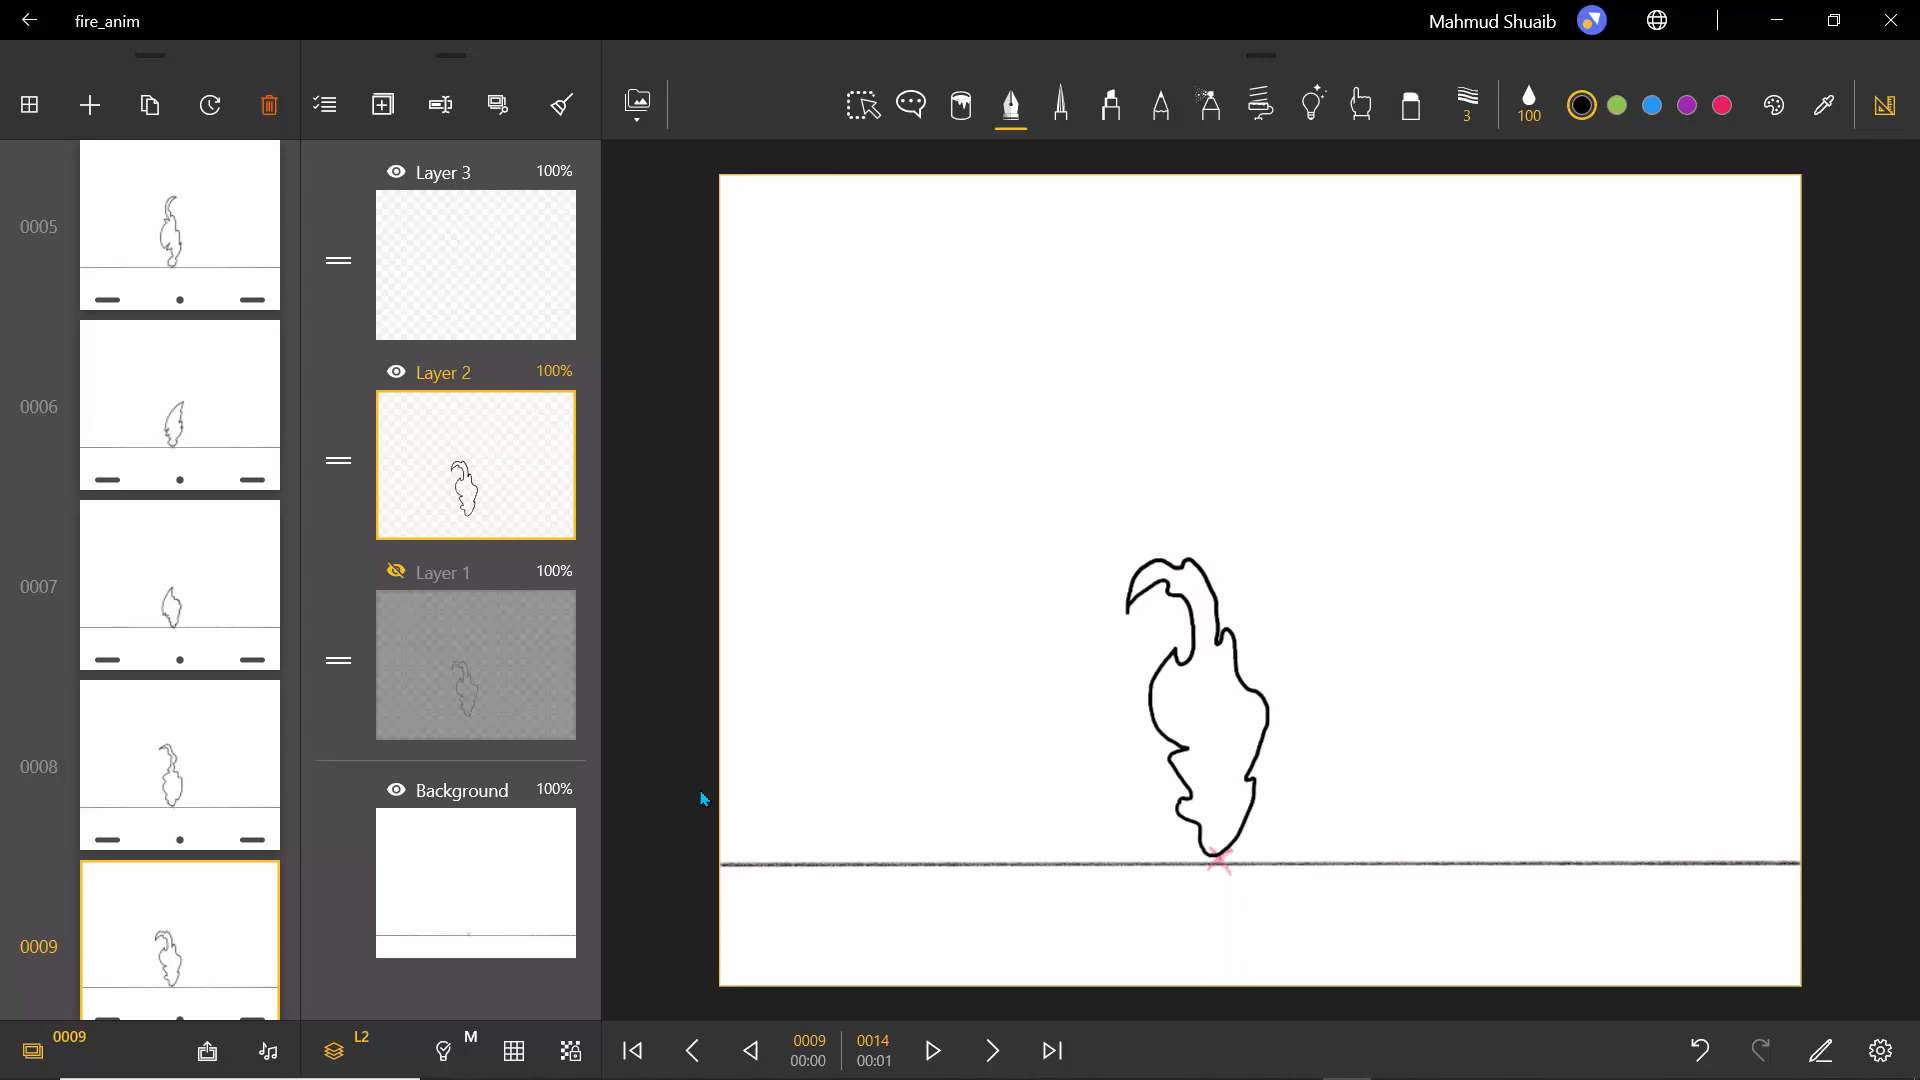 fire_anim
Mahmud Shuaib
3
100
0005
0006
0007
0008
0009
Layer 3
100%
Layer 2
100%
Layer 1
100%
Background
100%
0009
L2
M
0009
00:00
0014
00:01